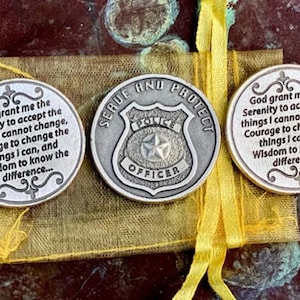 grant me the
to accept the
cannot change,
to change the
I can, and
to know the
difference...
SERVE AND PROTECT
POLICE
OFFICER
God grant me
Serenity to
things I
Courage to
things I
Wisdom to